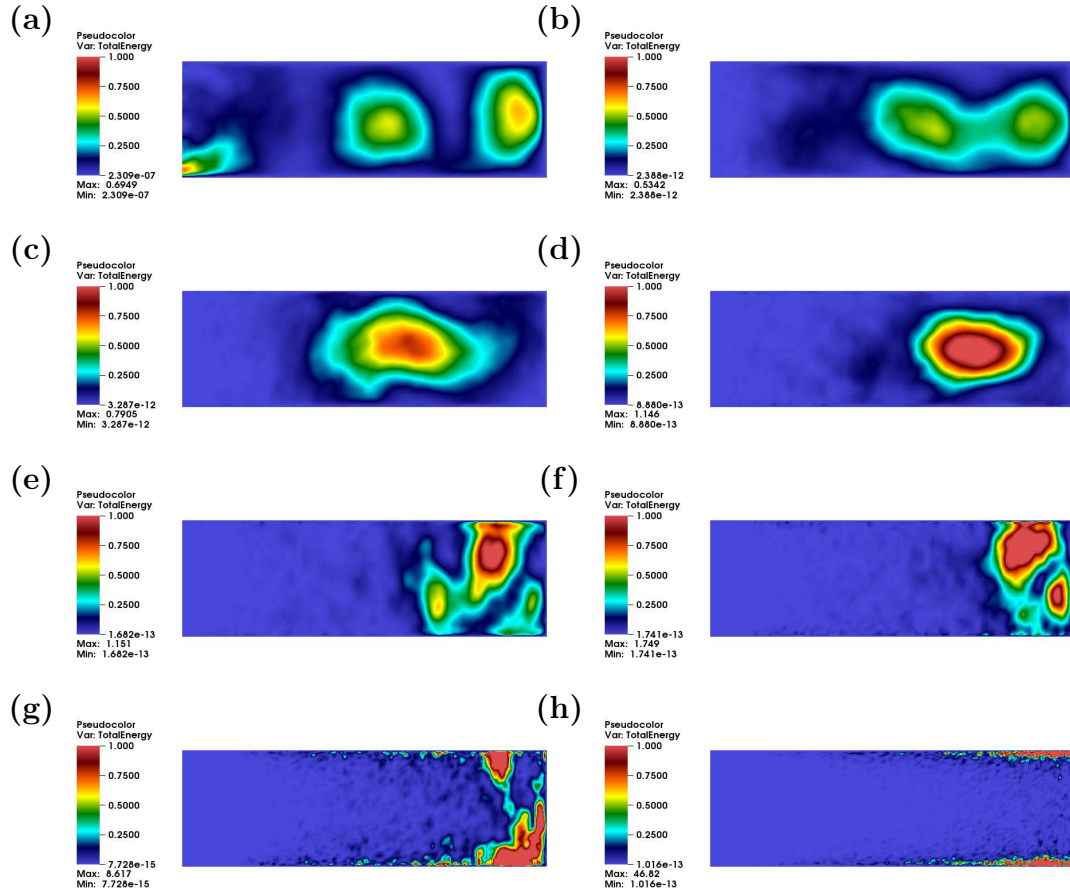 (a)
Pseudocolor
Var: TotalEnergy
1.000
0.7500
0.5000
0.2500
2.309e-07
Max: 0.6949
Min: 2.309e-07
(b)
Pseudocolor
Var: TotalEnergy
1.000
0.7500
0.5000
0.2500
2.388e-12
Max: 0.5342
Min: 2.388e-12
(c)
Pseudocolor
Var: TotalEnergy
1.000
0.7500
0.5000
0.2500
3.287e-12
Max: 0.7905
Min: 3.287e-12
(d)
Pseudocolor
Var: TotalEnergy
1.000
0.7500
0.5000
0.2500
8.880e-13
Max: 1.146
Min: 8.880e-13
(e)
Pseudocolor
Var: TotalEnergy
1.000
0.7500
0.5000
0.2500
1.682e-13
Max: 1.151
Min: 1.682e-13
(f)
Pseudocolor
Var: TotalEnergy
1.000
0.7500
0.5000
0.2500
1.741e-13
Max: 1.749
Min: 1.741e-13
(g)
Pseudocolor
Var: TotalEnergy
1.000
0.7500
0.5000
0.2500
7.728e-15
Max: 8.617
Min: 7.728e-15
(h)
Pseudocolor
Var: TotalEnergy
1.000
0.7500
0.5000
0.2500
1.016e-13
Max: 46.82
Min: 1.016e-13